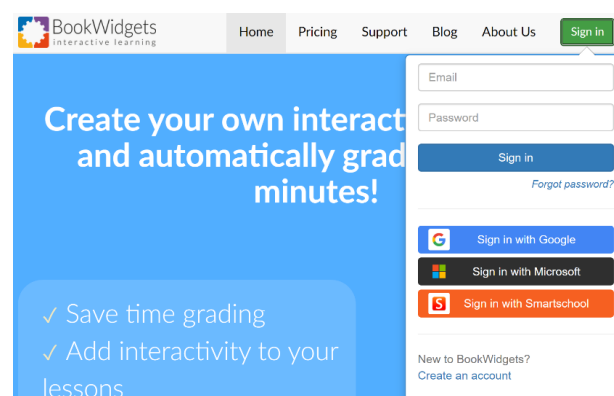 BookWidgets
interactive learning
Home Pricing Support Blog About Us Sign in
Email
Password
Sign in
Forgot password?
Sign in with Google
Sign in with Microsoft
Sign in with Smartschool
New to BookWidgets?
Create an account
Create your own interact
and automatically grad
minutes!
✓ Save time grading
✓ Add interactivity to your
lessons